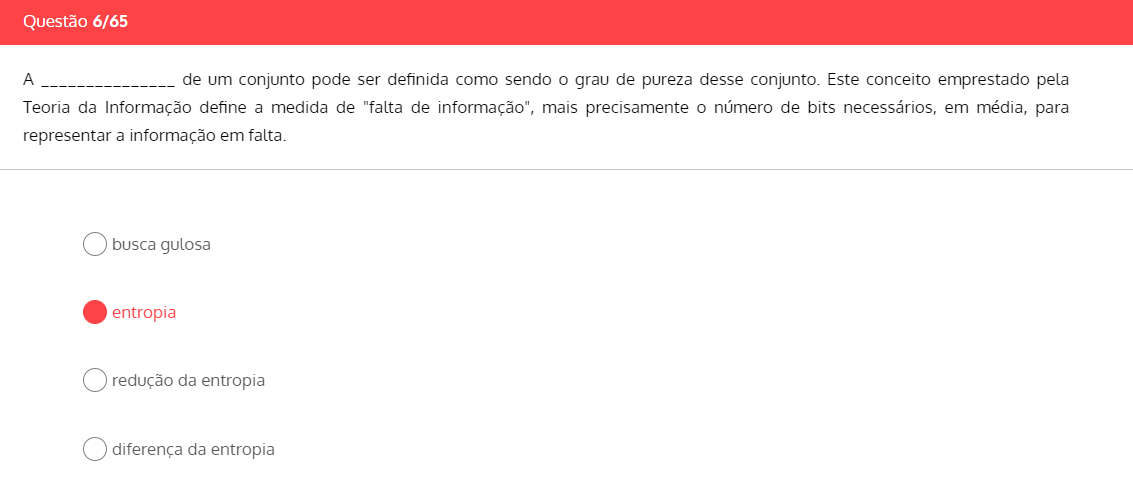 Questão 6/65
A _______________ de um conjunto pode ser definida como sendo o grau de pureza desse conjunto. Este conceito emprestado pela
Teoria da Informação define a medida de "falta de informação", mais precisamente o número de bits necessários, em média, para
representar a informação em falta.
busca gulosa
entropia
redução da entropia
diferença da entropia